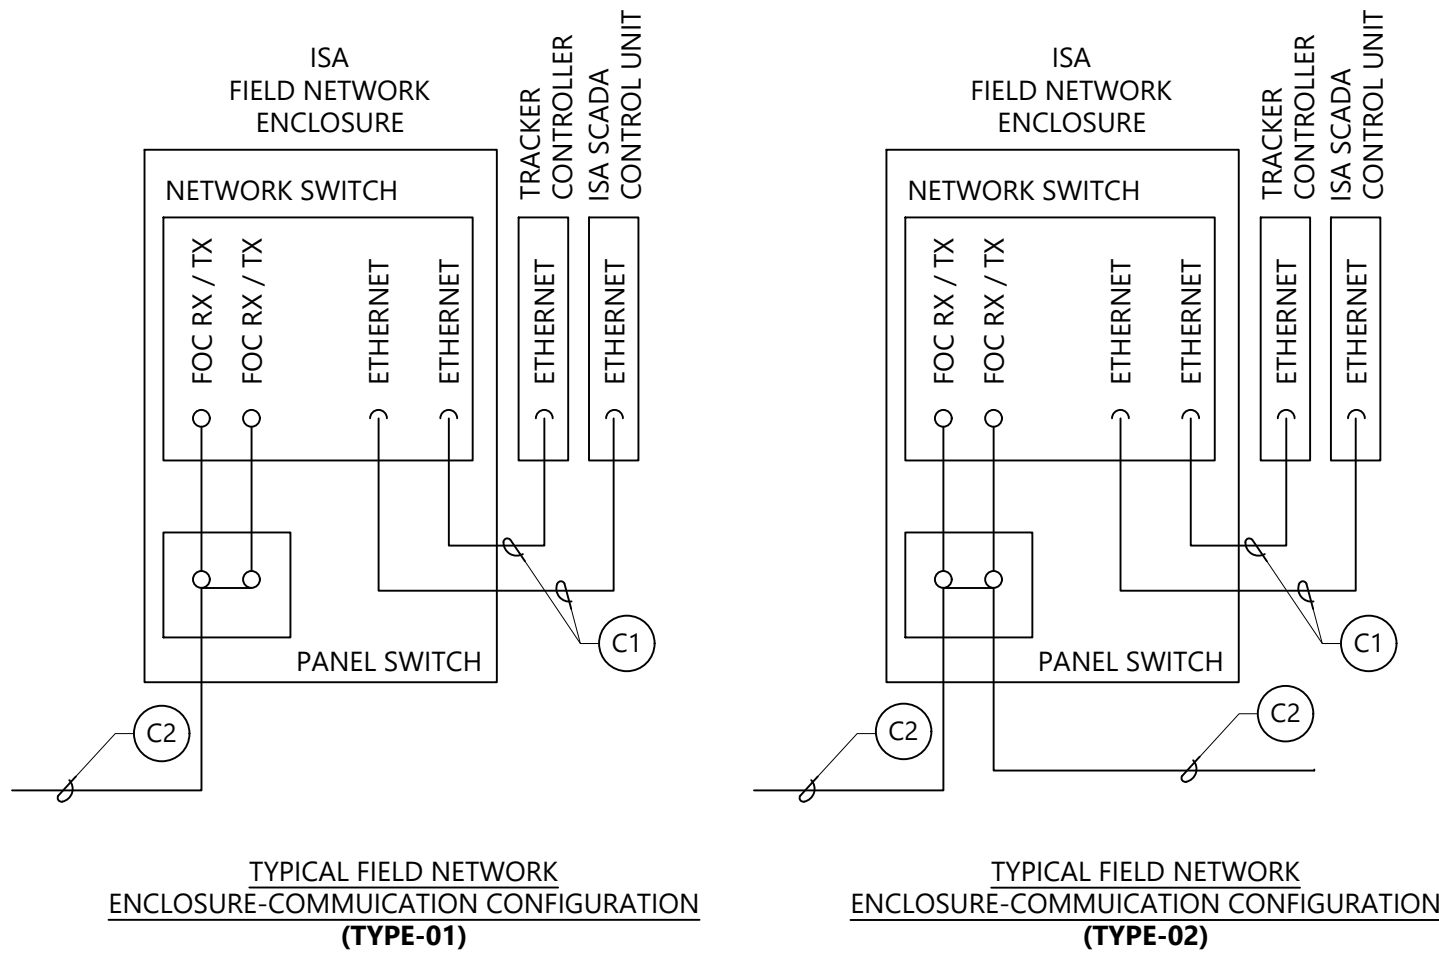 ISA
FIELD NETWORK
ENCLOSURE
TRACKER
CONTROLLER
ISA SCADA
CONTROL UNIT
NETWORK SWITCH
FOC RX / TX
FOC RX / TX
ETHERNET
ETHERNET
ETHERNET
ETHERNET
PANEL SWITCH
C1
C2
TYPICAL FIELD NETWORK
ENCLOSURE-COMMUICATION CONFIGURATION
(TYPE-01)
ISA
FIELD NETWORK
ENCLOSURE
TRACKER
CONTROLLER
ISA SCADA
CONTROL UNIT
NETWORK SWITCH
FOC RX / TX
FOC RX / TX
ETHERNET
ETHERNET
ETHERNET
ETHERNET
PANEL SWITCH
C1
C2
C2
TYPICAL FIELD NETWORK
ENCLOSURE-COMMUICATION CONFIGURATION
(TYPE-02)